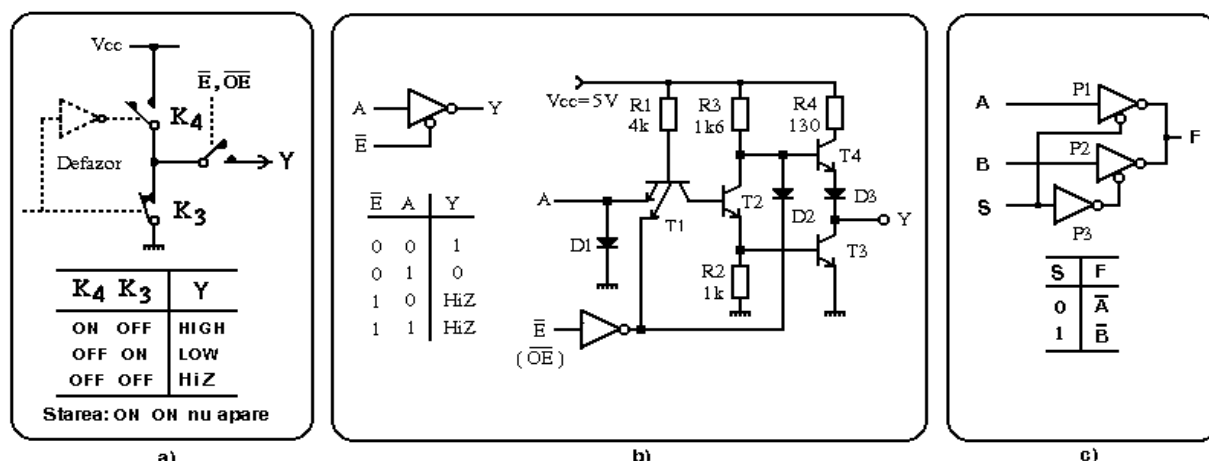 Vcc
E̅, O̅E̅
K4
Defazor
Y
K3
K4 K3 Y
ON OFF HIGH
OFF ON LOW
OFF OFF HiZ
Starea: ON ON nu apare
a)
A
Y
E̅
E̅ A Y
0 0 1
0 1 0
1 0 HiZ
1 1 HiZ
Vcc=5V
R1
4k
R3
1k6
R4
130
T4
A
D1
T1
T2
D2
D3
Y
T3
R2
1k
E̅
(O̅E̅)
b)
A
P1
F
B
P2
S
P3
S F
0 A̅
1 B̅
c)